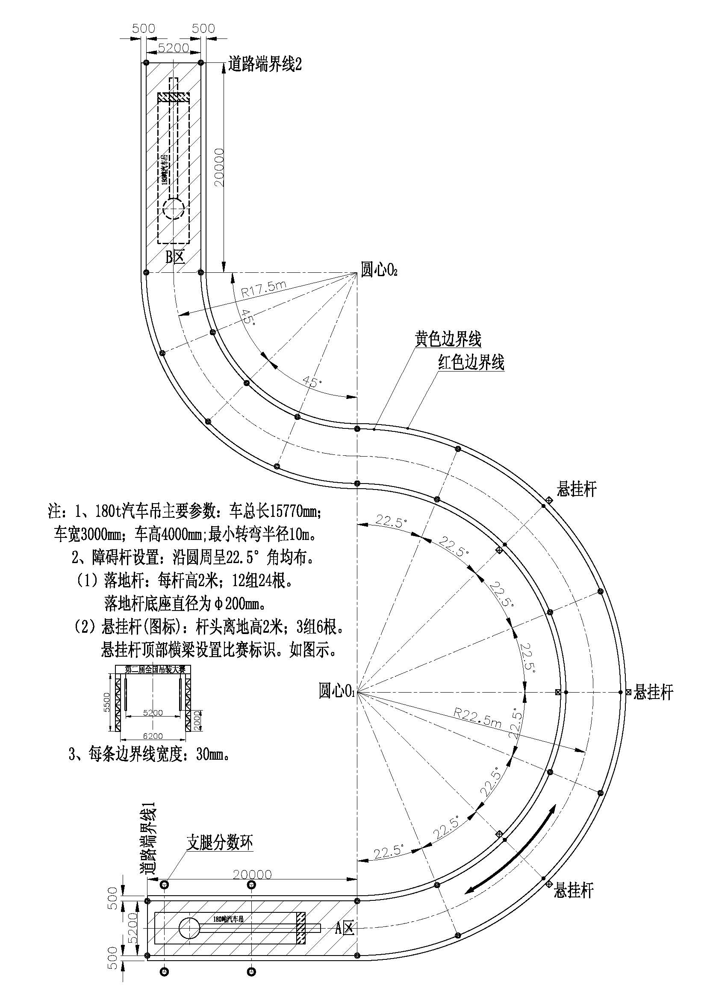 500
500
5200
道路端界线2
20000
180吨汽车吊
B区
圆心O₂
R17.5m
45°
45°
黄色边界线
红色边界线
悬挂杆
注：1、180t汽车吊主要参数：车总长15770mm；
车宽3000mm；车高4000mm;最小转弯半径10m。
2、障碍杆设置：沿圆周呈22.5°角均布。
（1）落地杆：每杆高2米；12组24根。
落地杆底座直径为φ200mm。
（2）悬挂杆(图标)：杆头离地高2米；3组6根。
悬挂杆顶部横梁设置比赛标识。如图示。
第二届全国吊装大赛
5500
5200
2000
6200
3、每条边界线宽度：30mm。
22.5°
22.5°
22.5°
22.5°
圆心O₁
悬挂杆
R22.5m
22.5°
22.5°
22.5°
22.5°
悬挂杆
道路端界线1
支腿分数环
20000
500
5200
500
180吨汽车吊
A区